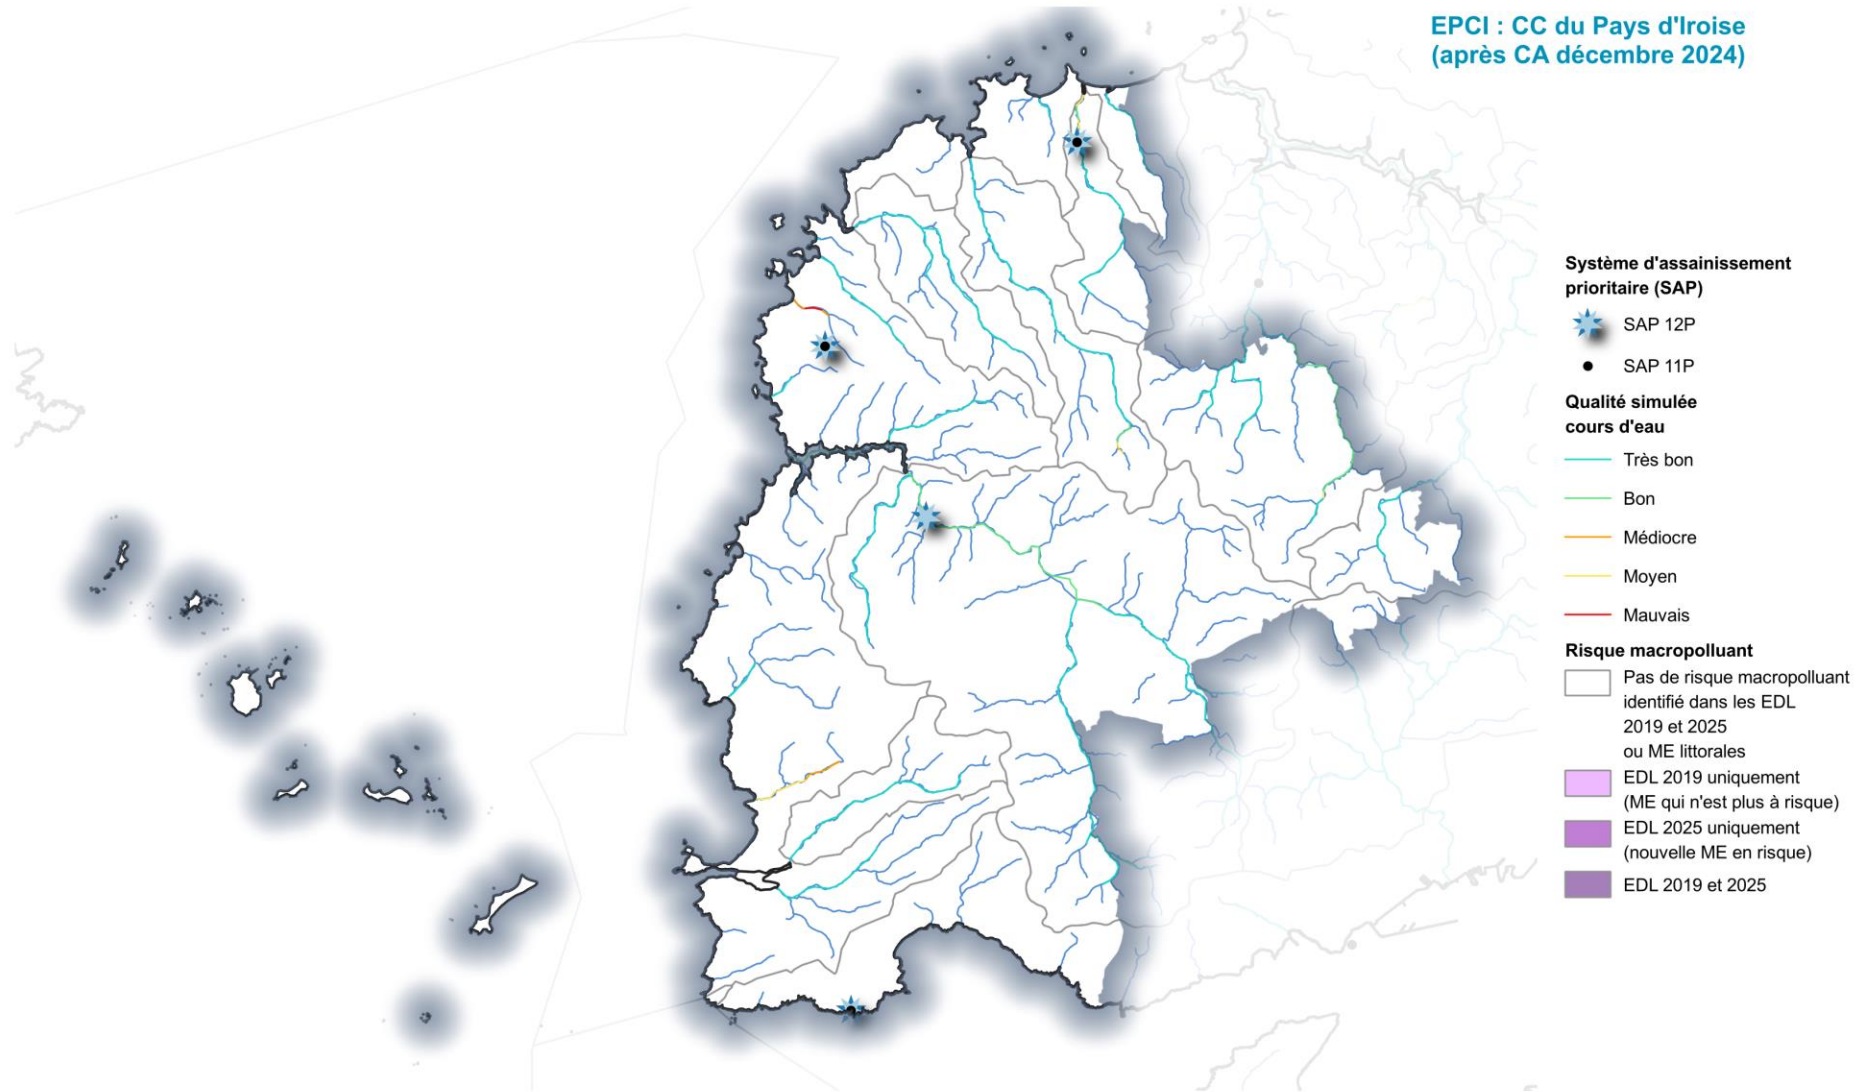 EPCI : CC du Pays d'Iroise
(après CA décembre 2024)
Système d'assainissement
prioritaire (SAP)
SAP 12P
SAP 11P
Qualité simulée
cours d'eau
Très bon
Bon
Médiocre
Moyen
Mauvais
Risque macropolluant
Pas de risque macropolluant
identifié dans les EDL
2019 et 2025
ou ME littorales
EDL 2019 uniquement
(ME qui n'est plus à risque)
EDL 2025 uniquement
(nouvelle ME en risque)
EDL 2019 et 2025